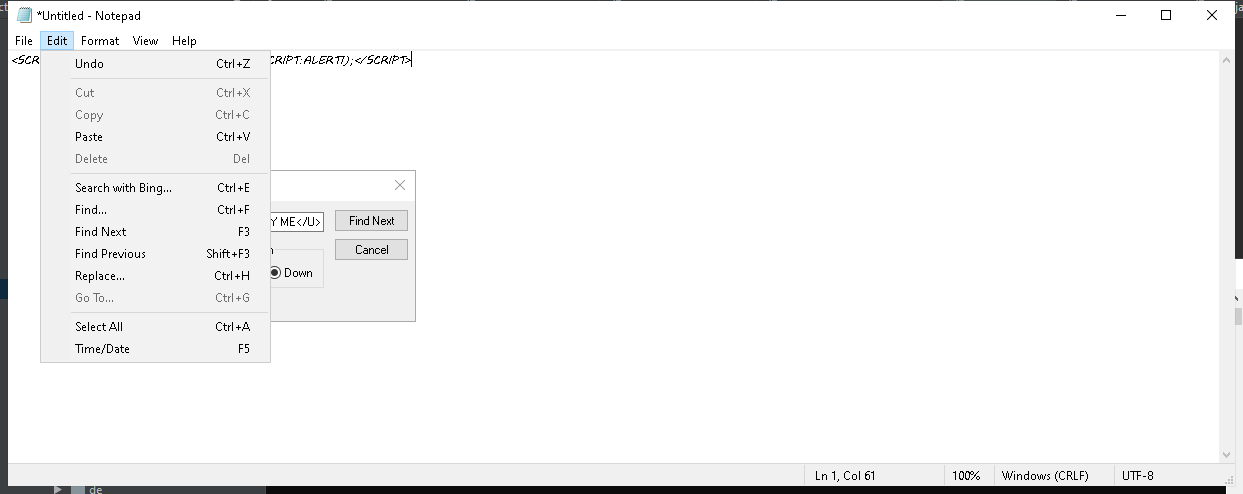 *Untitled - Notepad
File Edit Format View Help
<SCR CRIPT:ALERT1);</SCRIPT>
Undo Ctrl+Z
Cut Ctrl+X
Copy Ctrl+C
Paste Ctrl+V
Delete Del
Search with Bing... Ctrl+E
Find... Ctrl+F
Find Next F3
Find Previous Shift+F3
Replace... Ctrl+H
Go To... Ctrl+G
Select All Ctrl+A
Time/Date F5
Y ME</U> Find Next
Cancel
Down
Ln 1, Col 61 100% Windows (CRLF) UTF-8
de